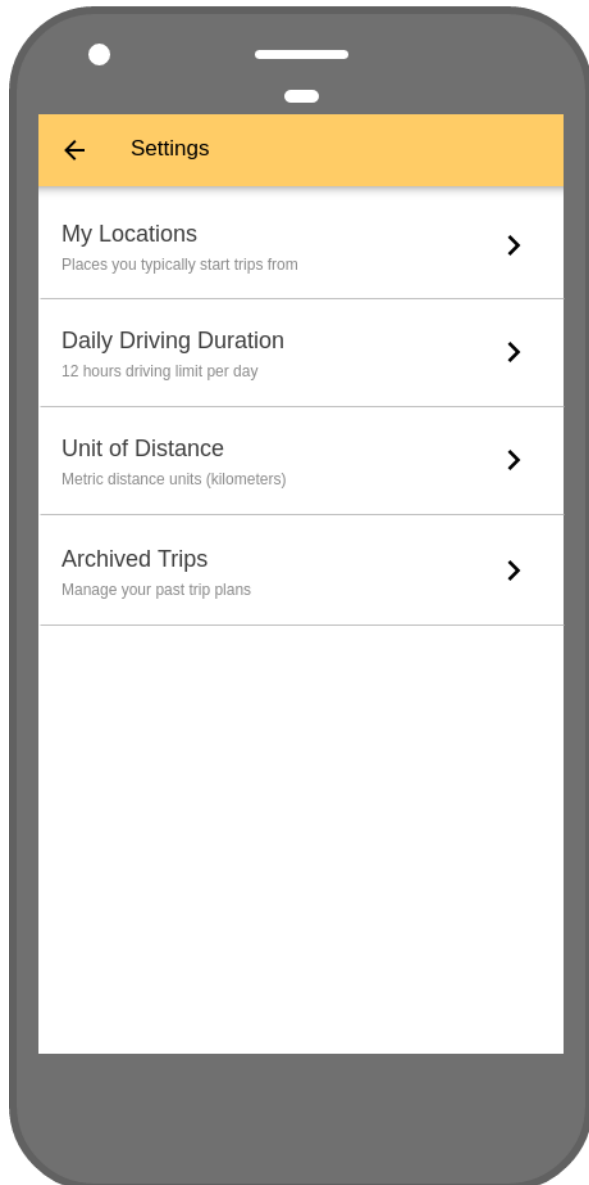 Settings
My Locations
Places you typically start trips from
Daily Driving Duration
12 hours driving limit per day
Unit of Distance
Metric distance units (kilometers)
Archived Trips
Manage your past trip plans